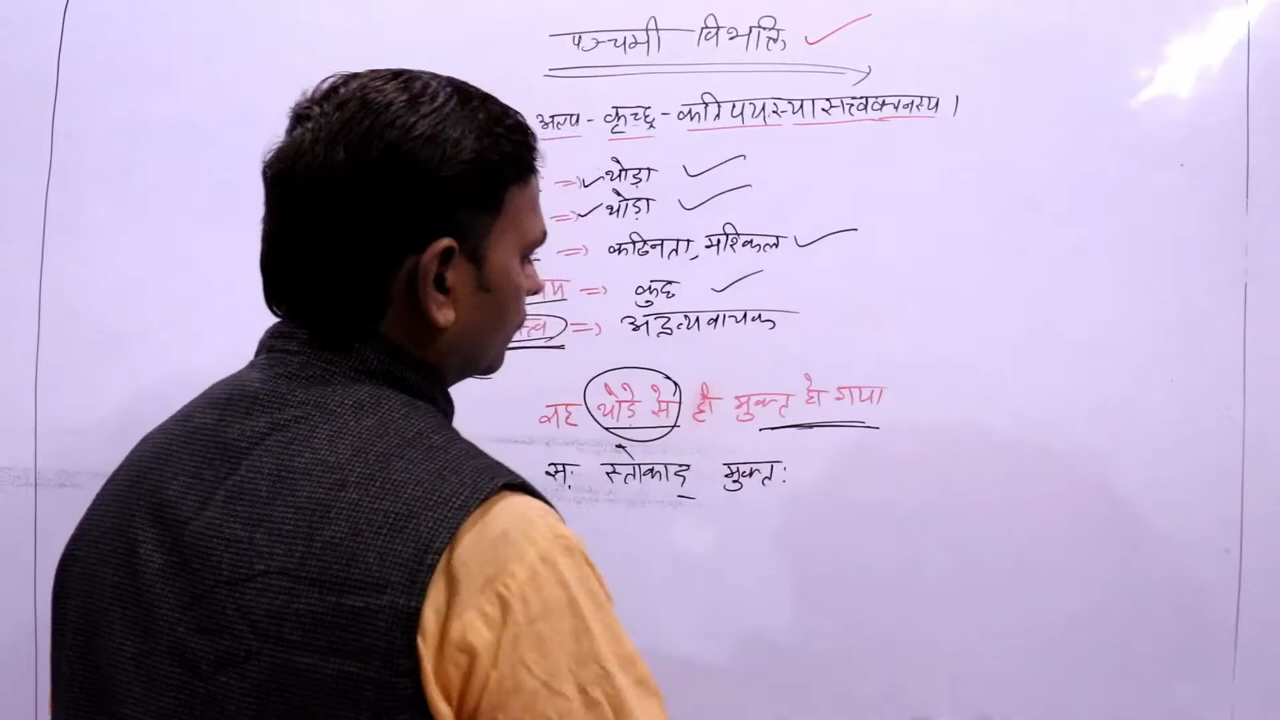 पञ्चमी विभक्ति
अल्प - कृच्छ्र - कतिपयस्यासत्त्ववचनस्य ।
=> थोड़ा
=> थोड़ा
=> कठिनता, मुश्किल
=> कुछ
त्त्व => अद्रव्यवाचक
वह थोड़े से ही मुक्त हो गया
सः स्तोकाद् मुक्तः